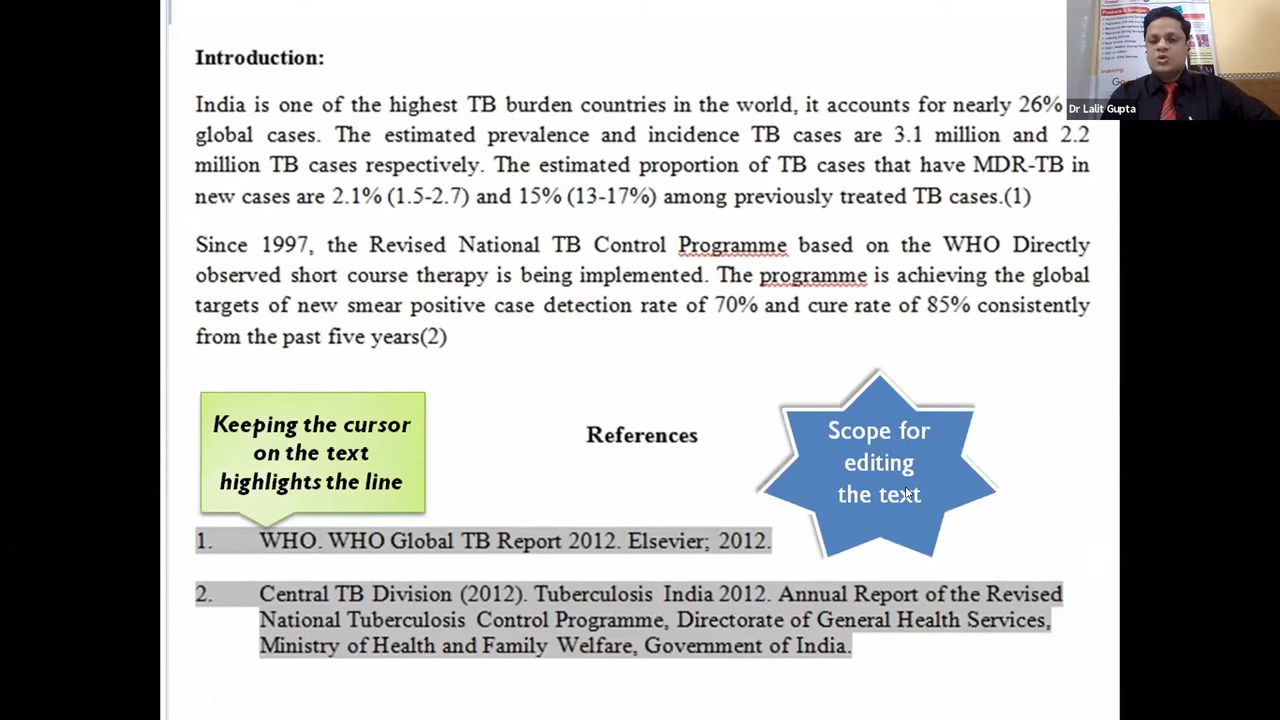 Products & Services
Indexing:
Dr Lalit Gupta
Introduction:
India is one of the highest TB burden countries in the world, it accounts for nearly 26%
global cases. The estimated prevalence and incidence TB cases are 3.1 million and 2.2
million TB cases respectively. The estimated proportion of TB cases that have MDR-TB in
new cases are 2.1% (1.5-2.7) and 15% (13-17%) among previously treated TB cases.(1)
Since 1997, the Revised National TB Control Programme based on the WHO Directly
observed short course therapy is being implemented. The programme is achieving the global
targets of new smear positive case detection rate of 70% and cure rate of 85% consistently
from the past five years(2)
Keeping the cursor
on the text
highlights the line
References
Scope for
editing
the text
1. WHO. WHO Global TB Report 2012. Elsevier; 2012.
2. Central TB Division (2012). Tuberculosis India 2012. Annual Report of the Revised
National Tuberculosis Control Programme, Directorate of General Health Services,
Ministry of Health and Family Welfare, Government of India.